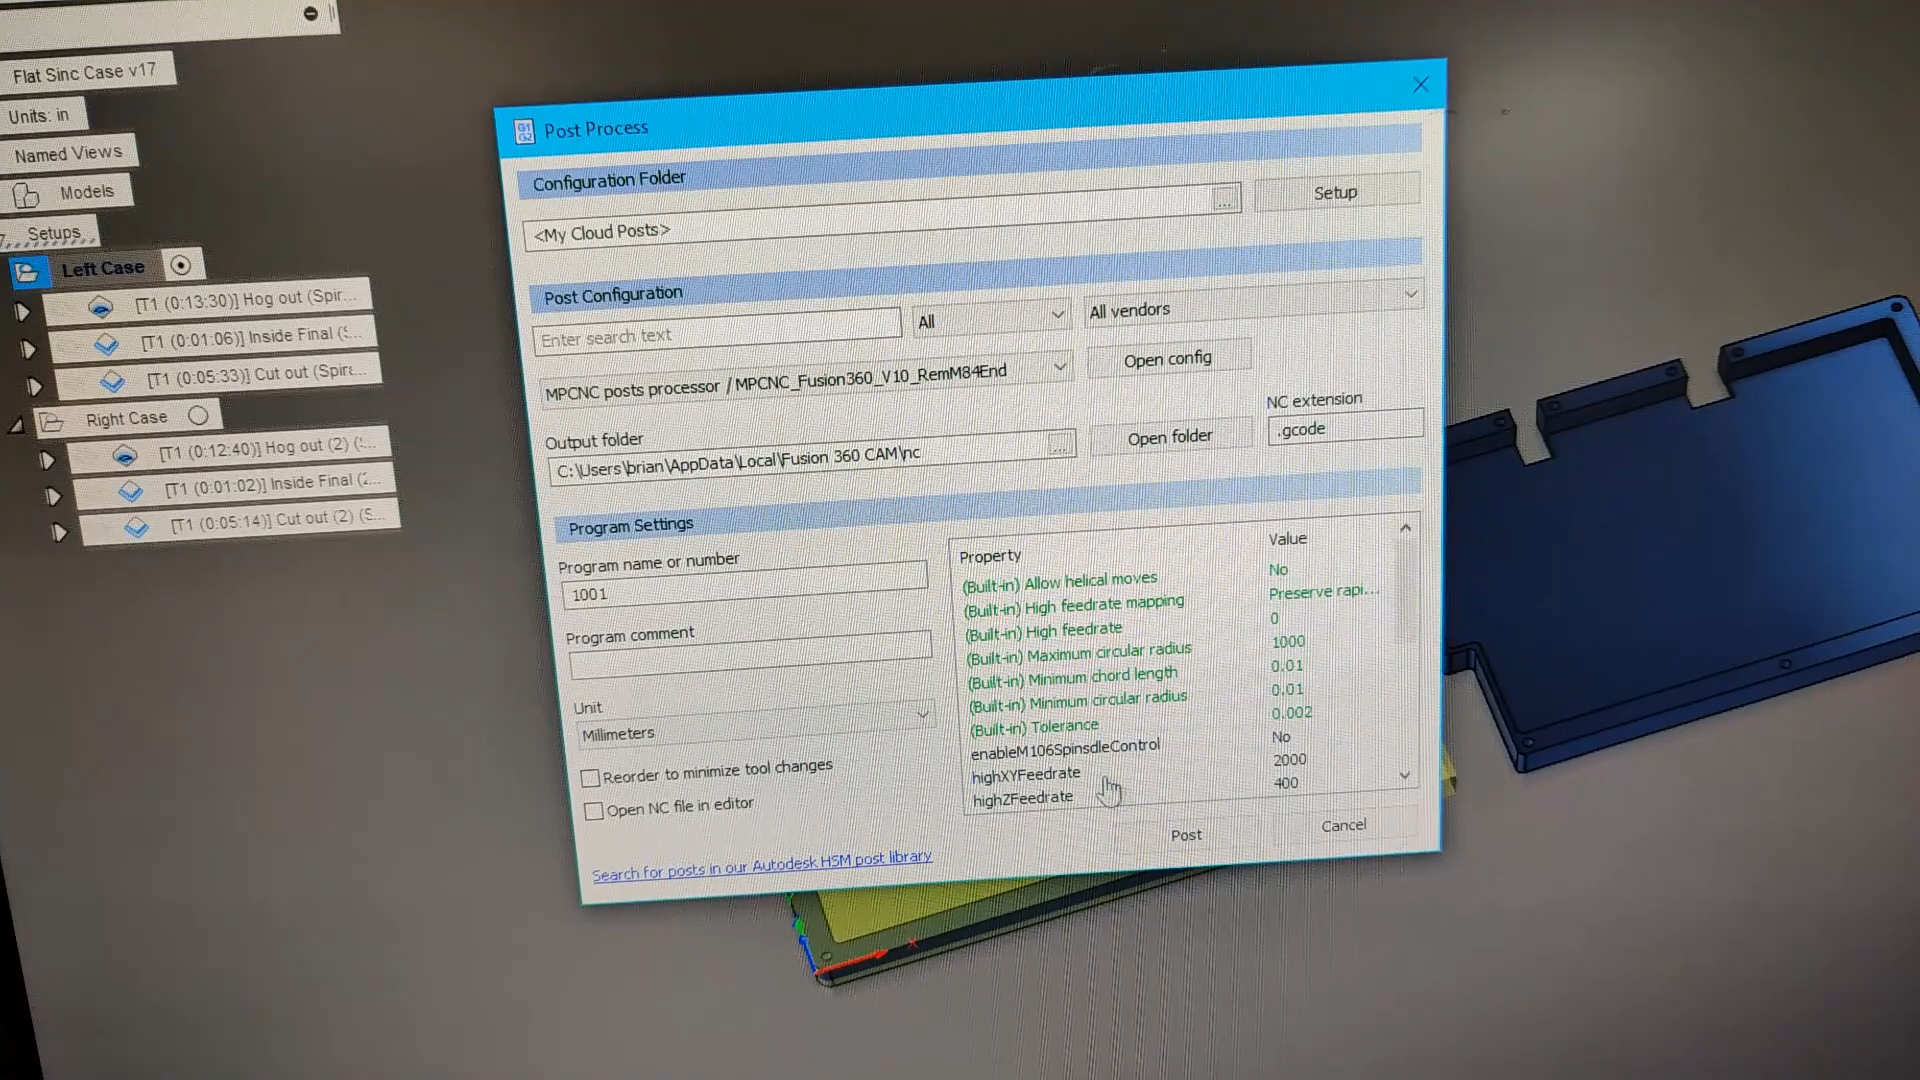 Flat Sinc Case v17
Units: in
Named Views
Models
Setups
Left Case
[T1 (0:13:30)] Hog out (Spir...
[T1 (0:01:06)] Inside Final (S...
[T1 (0:05:33)] Cut out (Spira...
Right Case
[T1 (0:12:40)] Hog out (2) (S...
[T1 (0:01:02)] Inside Final (2...
[T1 (0:05:14)] Cut out (2) (S...
G1
G2
Post Process
Configuration Folder
<My Cloud Posts>
...
Setup
Post Configuration
Enter search text
All
All vendors
MPCNC posts processor / MPCNC_Fusion360_V10_RemM84End
Open config
Output folder
C:\Users\brian\AppData\Local\Fusion 360 CAM\nc
...
Open folder
NC extension
.gcode
Program Settings
Program name or number
1001
Program comment
Unit
Millimeters
Reorder to minimize tool changes
Open NC file in editor
Search for posts in our Autodesk HSM post library
Property Value
(Built-in) Allow helical moves No
(Built-in) High feedrate mapping Preserve rapi...
(Built-in) High feedrate 0
(Built-in) Maximum circular radius 1000
(Built-in) Minimum chord length 0.01
(Built-in) Minimum circular radius 0.01
(Built-in) Tolerance 0.002
enableM106SpinsdleControl No
highXYFeedrate 2000
highZFeedrate 400
Post
Cancel